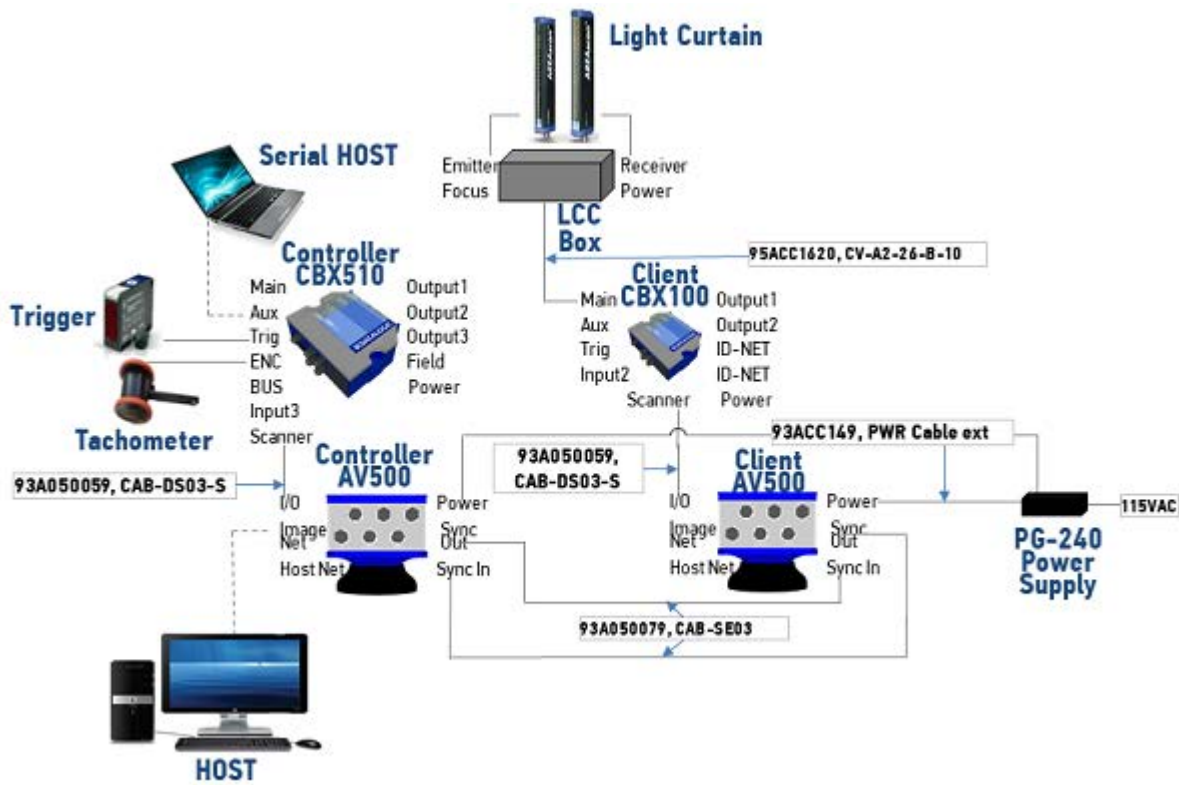 Light Curtain
Serial HOST
Emitter
Receiver
Focus
Power
LCC
Box
95ACC1620, CV-A2-26-B-10
Controller
CBX510
Client
CBX100
Trigger
Main
Aux
Trig
ENC
BUS
Input3
Scanner
Output1
Output2
Output3
Field
Power
Main
Aux
Trig
Input2
Scanner
Output1
Output2
ID-NET
ID-NET
Power
Tachometer
93ACC149, PWR Cable ext
93A050059, CAB-DS03-S
Controller
AV500
93A050059,
CAB-DS03-S
Client
AV500
I/O
Image
Net
Host Net
Power
Sync
Out
Sync In
I/O
Image
Net
Host Net
Power
Sync
Out
Sync In
115VAC
PG-240
Power
Supply
93A050079, CAB-SE03
HOST